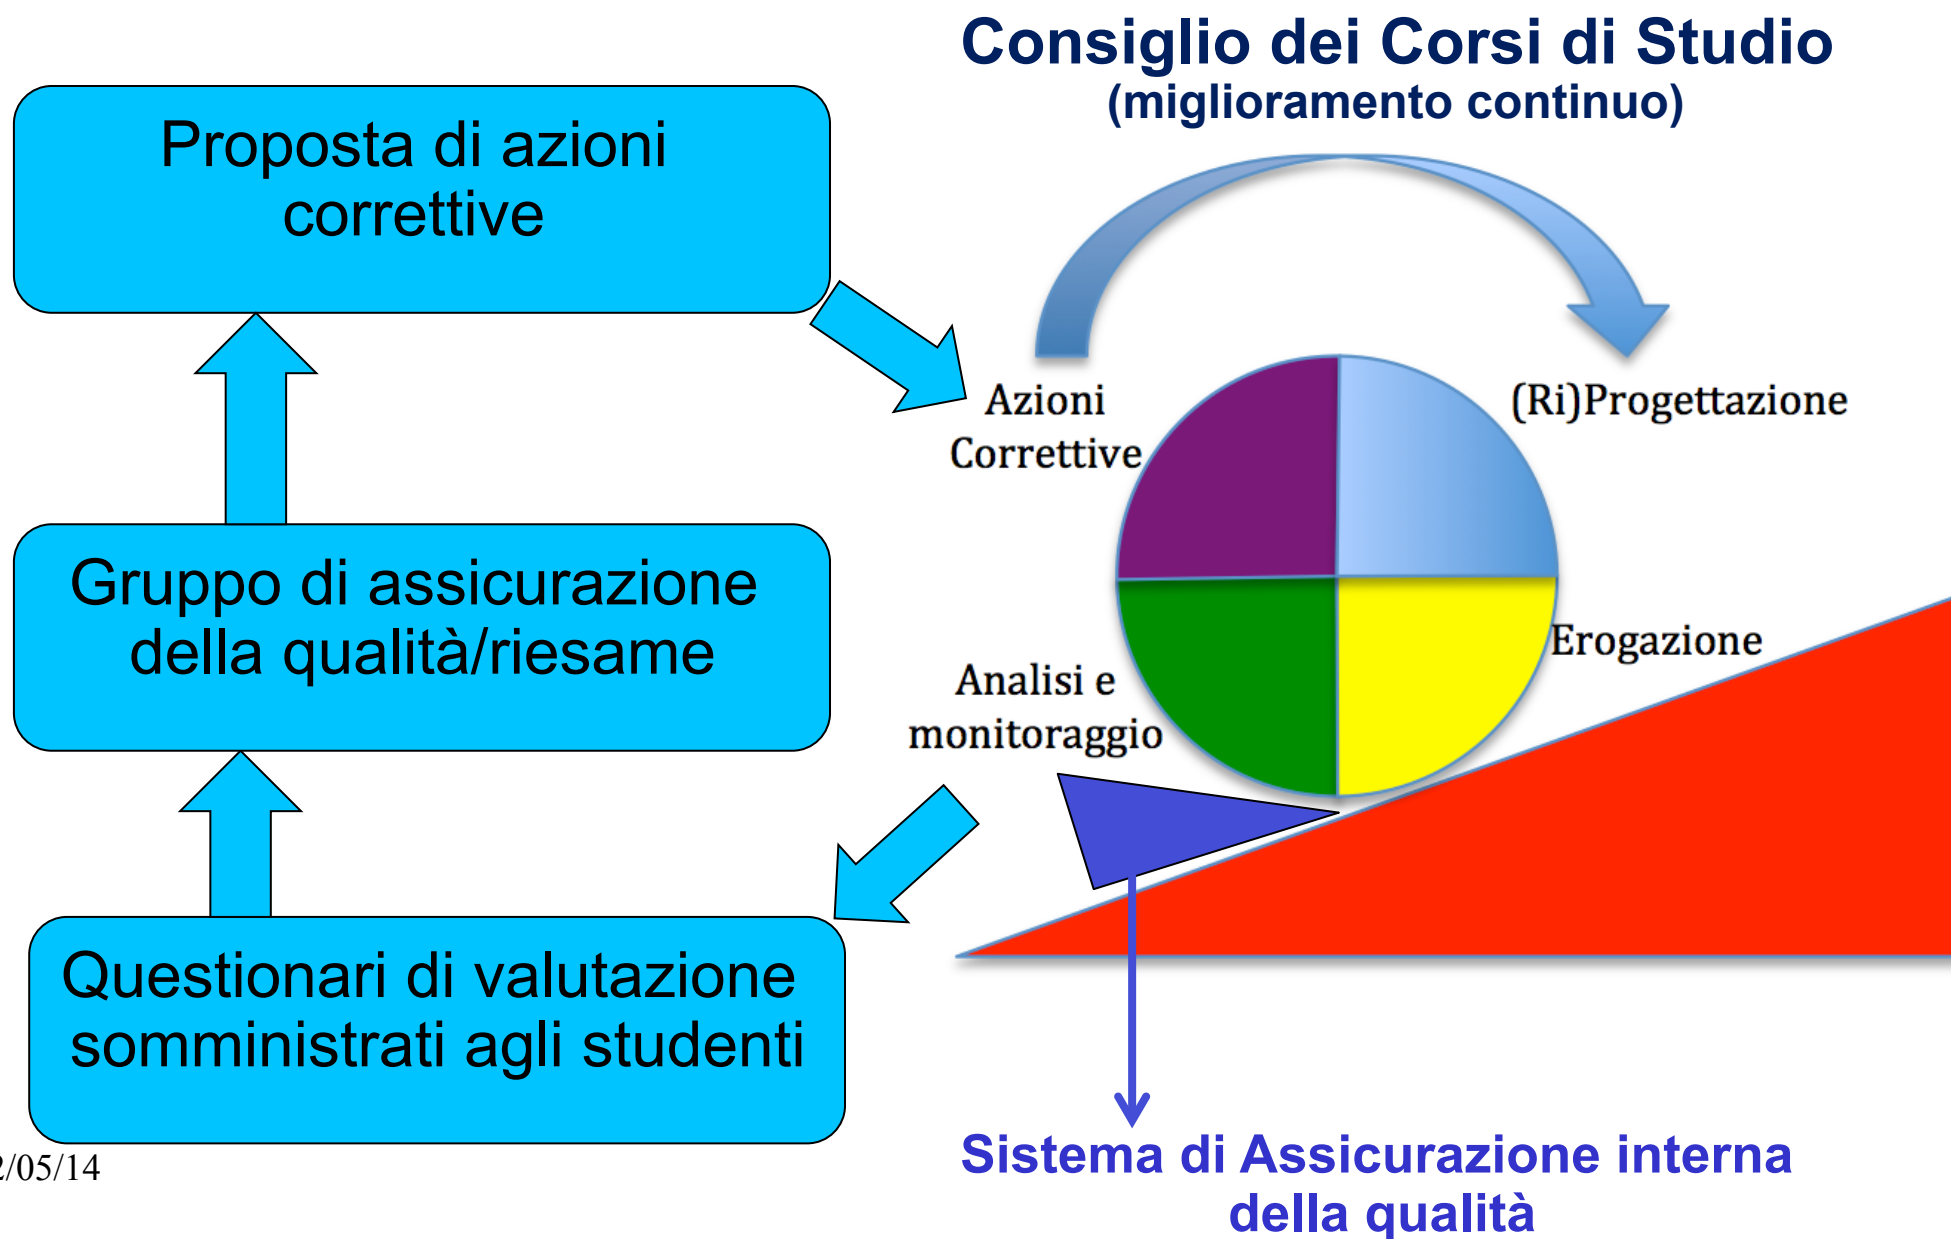 Consiglio dei Corsi di Studio
(miglioramento continuo)
Proposta di azioni
correttive
Azioni
Correttive
(Ri)Progettazione
Gruppo di assicurazione
della qualità/riesame
Erogazione
Analisi e
monitoraggio
Questionari di valutazione
somministrati agli studenti
2/05/14
Sistema di Assicurazione interna
della qualità